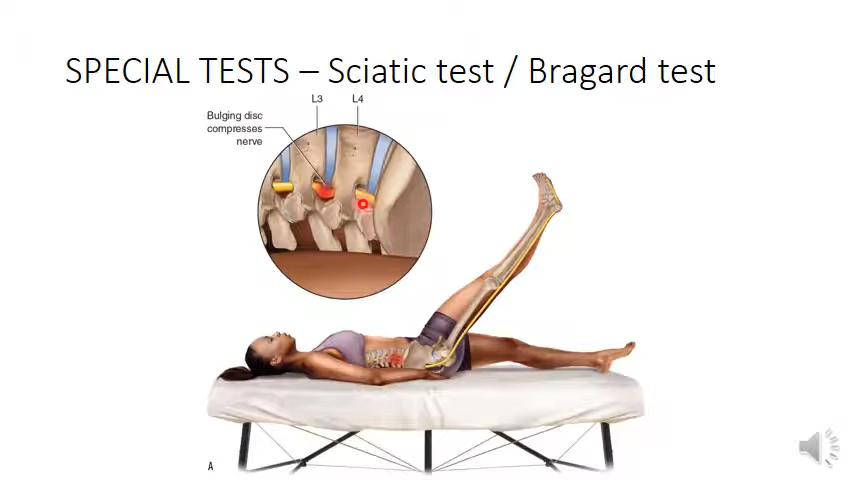 SPECIAL TESTS – Sciatic test / Bragard test
L3 L4
Bulging disc
compresses
nerve
A